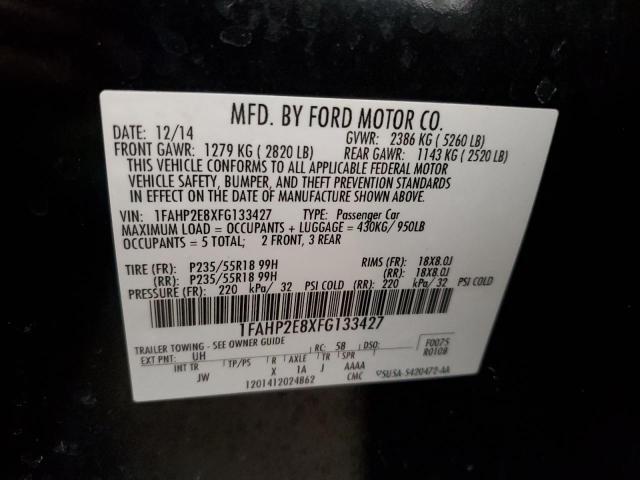 MFD. BY FORD MOTOR CO.
DATE: 12/14 GVWR: 2386 KG ( 5260 LB)
FRONT GAWR: 1279 KG ( 2820 LB) REAR GAWR: 1143 KG ( 2520 LB)
THIS VEHICLE CONFORMS TO ALL APPLICABLE FEDERAL MOTOR
VEHICLE SAFETY, BUMPER, AND THEFT PREVENTION STANDARDS
IN EFFECT ON THE DATE OF MANUFACTURE SHOWN ABOVE.
VIN: 1FAHP2E8XFG133427 TYPE: Passenger Car
MAXIMUM LOAD = OCCUPANTS + LUGGAGE = 430KG/950LB
OCCUPANTS = 5 TOTAL; 2 FRONT, 3 REAR
TIRE (FR): P235/55R18 99H RIMS (FR): 18X8.0J
(RR): P235/55R18 99H (RR): 18X8.0J
PRESSURE (FR): 220 kPa/ 32 PSI COLD (RR): 220 kPa/ 32 PSI COLD
1FAHP2E8XFG133427
TRAILER TOWING - SEE OWNER GUIDE
EXT PNT: UH RC: 58 DSO: F0075
INT TR TP/PS R AXLE TR SPR R0108
JW X 1A J AAAA
1201412024862 CMC 5U5A-5420472-AA